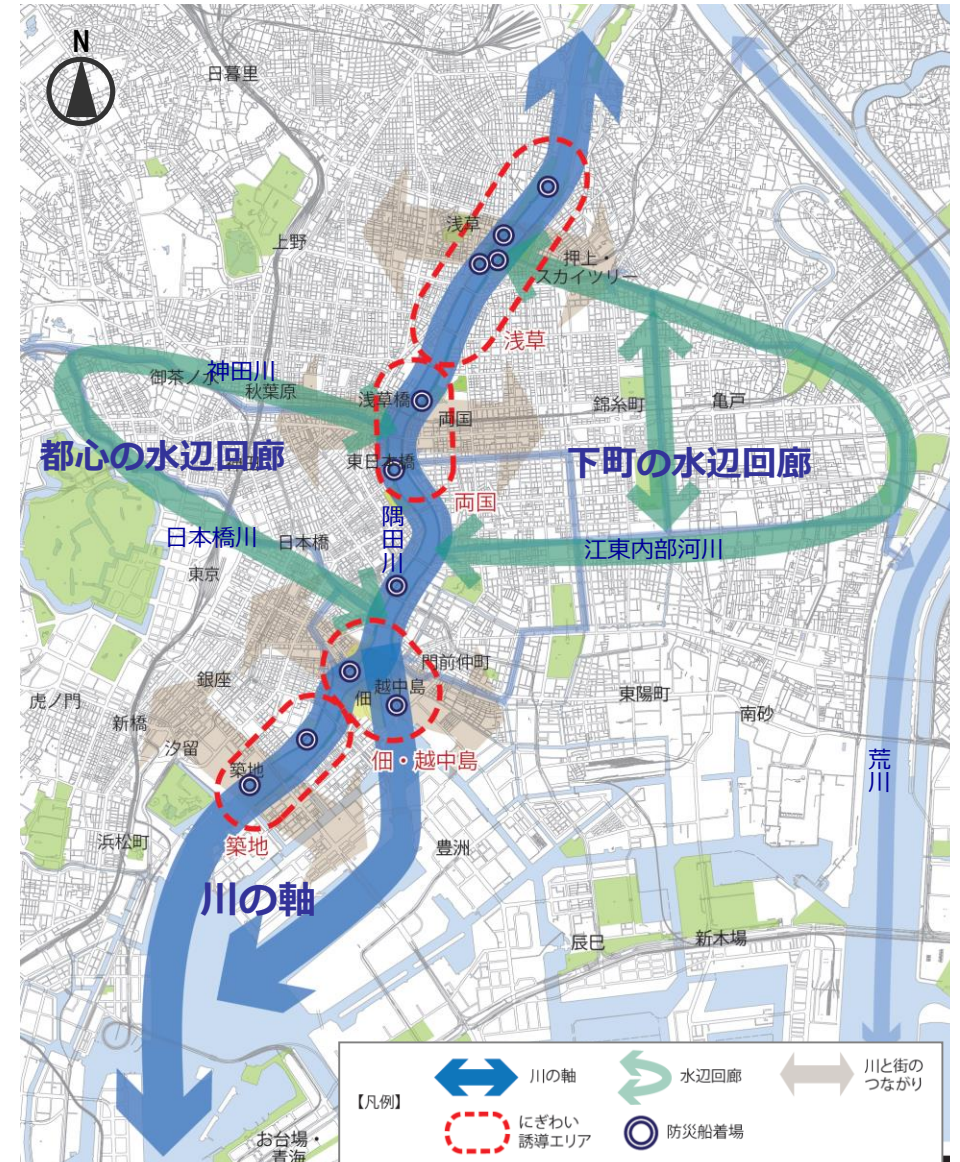 N
日暮里
上野
浅草
押上・
スカイツリー
浅草
御茶ノ水
神田川
秋葉原
浅草橋
両国
錦糸町
亀戸
都心の水辺回廊
東日本橋
下町の水辺回廊
両国
隅田川
日本橋川
日本橋
江東内部河川
東京
門前仲町
銀座
越中島
佃
東陽町
虎ノ門
新橋
南砂
汐留
佃・越中島
荒川
築地
浜松町
築地
豊洲
川の軸
辰巳
新木場
お台場・
青海
【凡例】
川の軸
水辺回廊
川と街の
つながり
にぎわい
誘導エリア
防災船着場